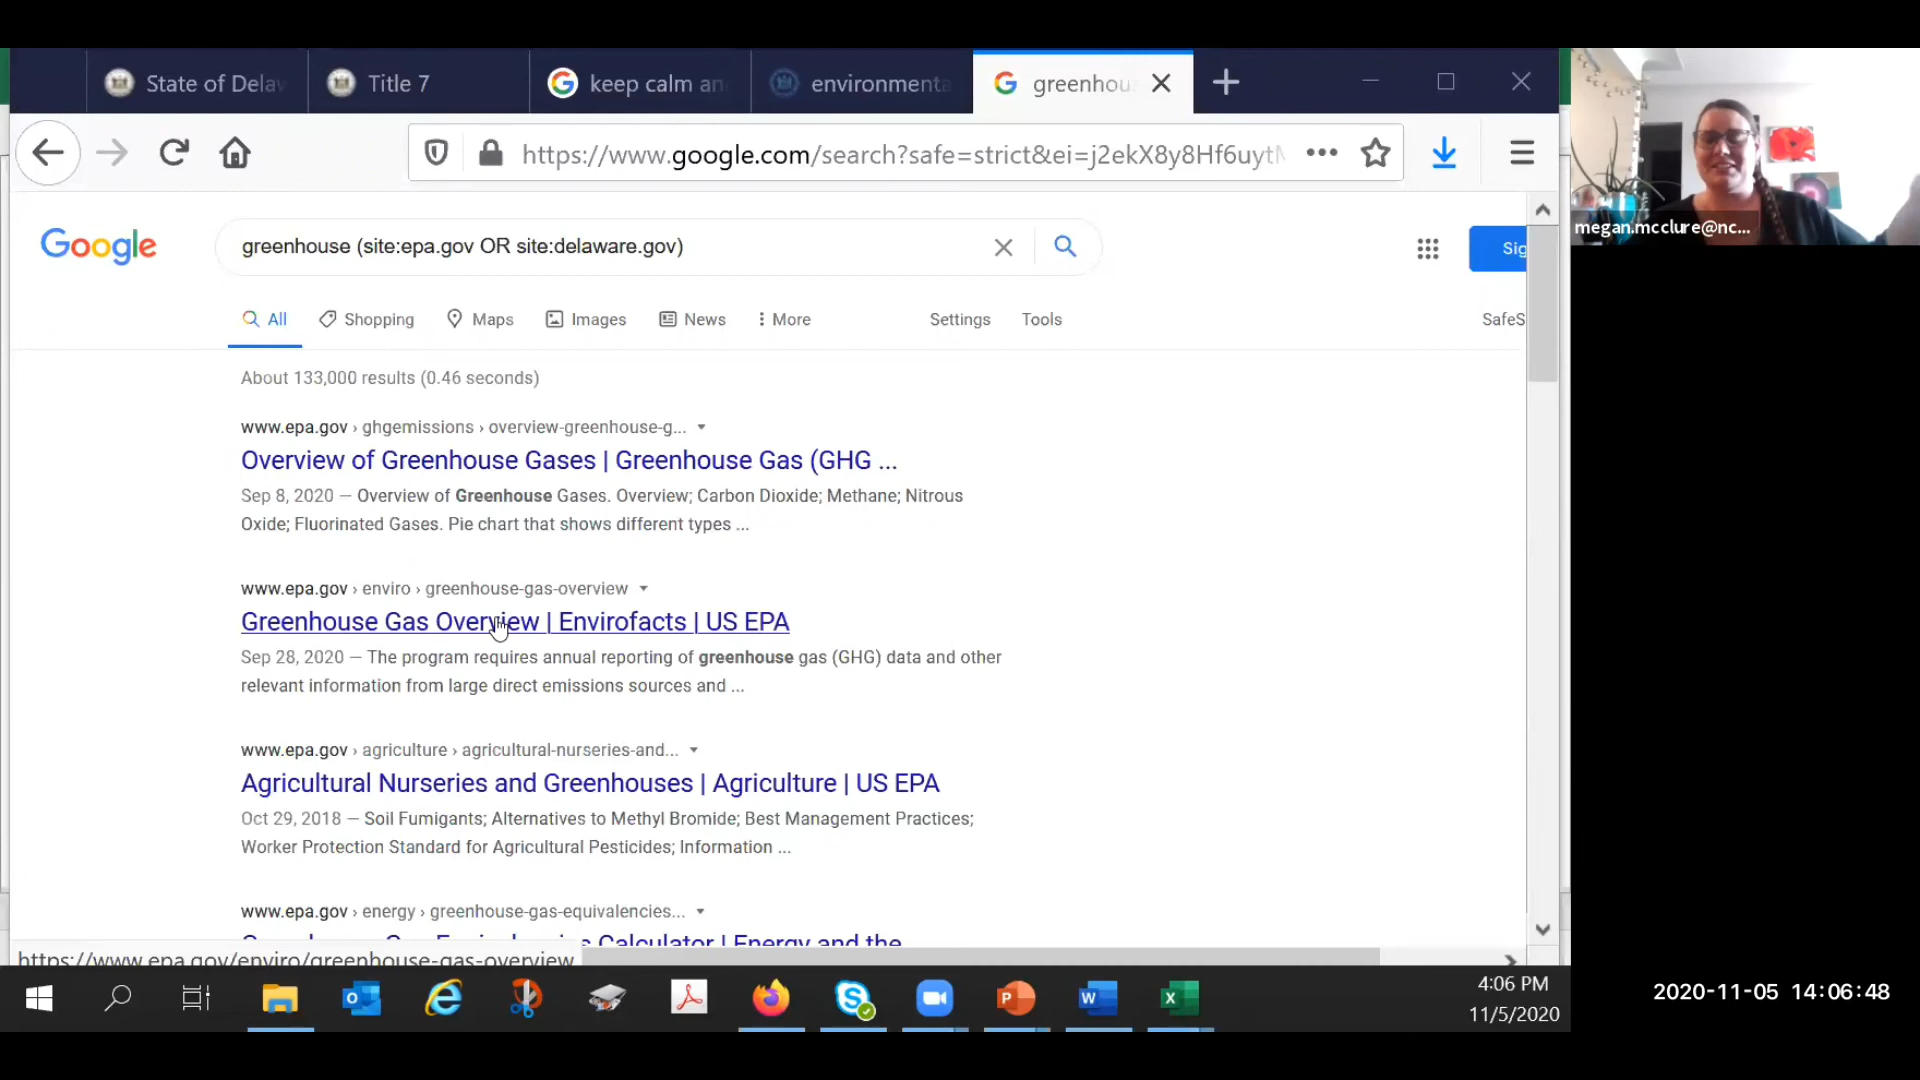 State of Delaw
Title 7
keep calm an
environmenta
greenhou
https://www.google.com/search?safe=strict&ei=j2ekX8y8Hf6uytM
megan.mcclure@nc...
Google
greenhouse (site:epa.gov OR site:delaware.gov)
Sig
All
Shopping
Maps
Images
News
More
Settings
Tools
SafeS
About 133,000 results (0.46 seconds)
www.epa.gov › ghgemissions › overview-greenhouse-g...
Overview of Greenhouse Gases | Greenhouse Gas (GHG ...
Sep 8, 2020 — Overview of Greenhouse Gases. Overview; Carbon Dioxide; Methane; Nitrous
Oxide; Fluorinated Gases. Pie chart that shows different types ...
www.epa.gov › enviro › greenhouse-gas-overview
Greenhouse Gas Overview | Envirofacts | US EPA
Sep 28, 2020 — The program requires annual reporting of greenhouse gas (GHG) data and other
relevant information from large direct emissions sources and ...
www.epa.gov › agriculture › agricultural-nurseries-and...
Agricultural Nurseries and Greenhouses | Agriculture | US EPA
Oct 29, 2018 — Soil Fumigants; Alternatives to Methyl Bromide; Best Management Practices;
Worker Protection Standard for Agricultural Pesticides; Information ...
www.epa.gov › energy › greenhouse-gas-equivalencies...
Calculator | Energy and the
https://www.epa.gov/enviro/greenhouse-gas-overview
4:06 PM
11/5/2020
2020-11-05 14:06:48